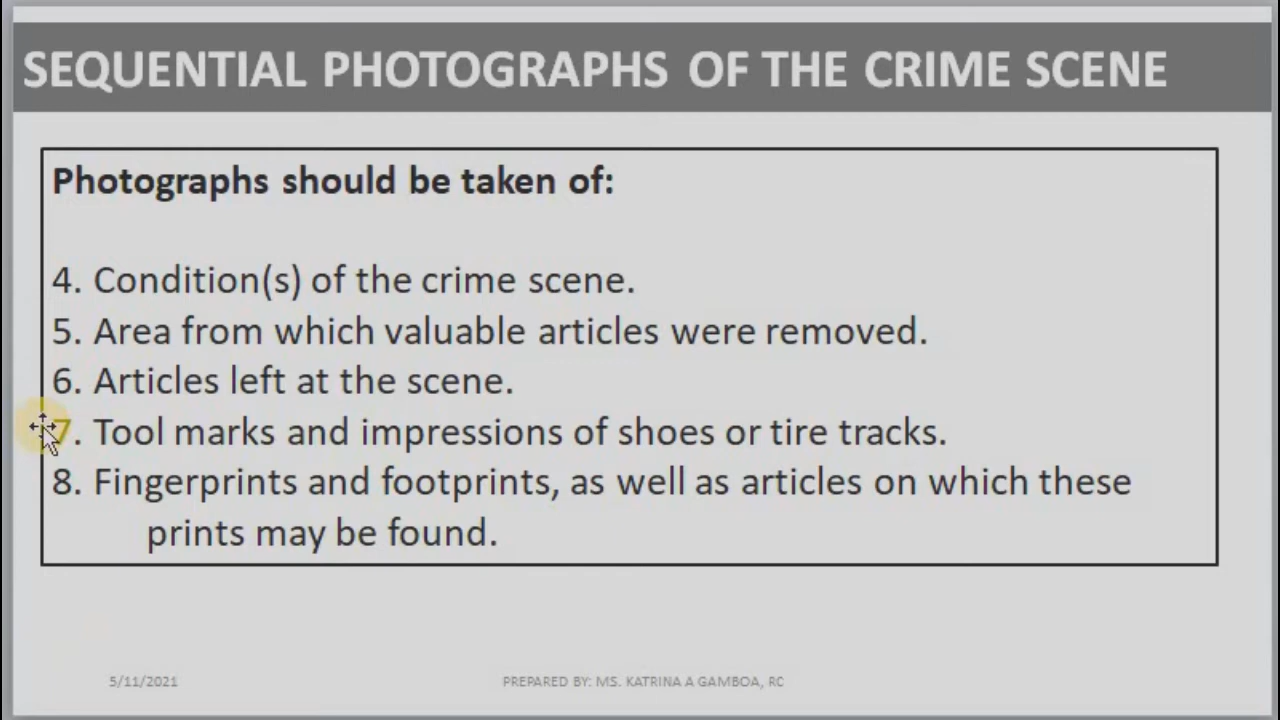 SEQUENTIAL PHOTOGRAPHS OF THE CRIME SCENE
Photographs should be taken of:
4. Condition(s) of the crime scene.
5. Area from which valuable articles were removed.
6. Articles left at the scene.
7. Tool marks and impressions of shoes or tire tracks.
8. Fingerprints and footprints, as well as articles on which these
prints may be found.
5/11/2021
PREPARED BY: MS. KATRINA A GAMBOA, RC